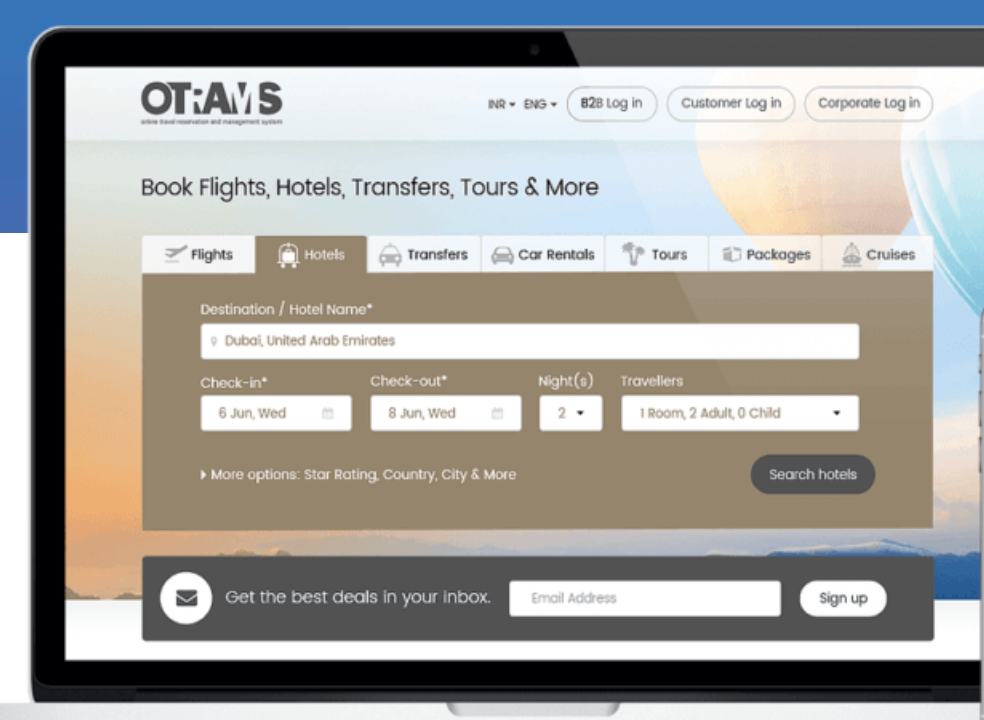 OTRAMS
online travel reservation and management system
INR ENG B2B Log in Customer Log in Corporate Log in
Book Flights, Hotels, Transfers, Tours & More
Flights Hotels Transfers Car Rentals Tours Packages Cruises
Destination / Hotel Name*
Dubai, United Arab Emirates
Check-in* Check-out* Night(s) Travellers
6 Jun, Wed 8 Jun, Wed 2 1 Room, 2 Adult, 0 Child
More options: Star Rating, Country, City & More Search hotels
Get the best deals in your inbox. Email Address Sign up